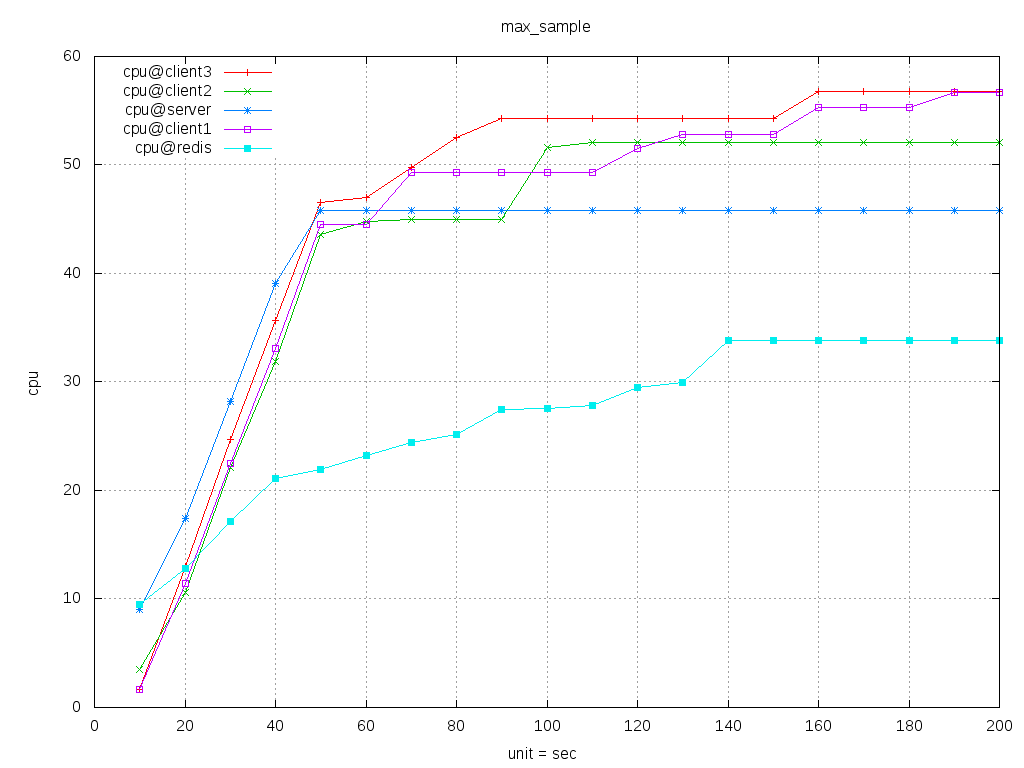 max_sample
60
50
40
30
20
10
0
cpu
cpu@client3
cpu@client2
cpu@server
cpu@client1
cpu@redis
0 20 40 60 80 100 120 140 160 180 200
unit = sec